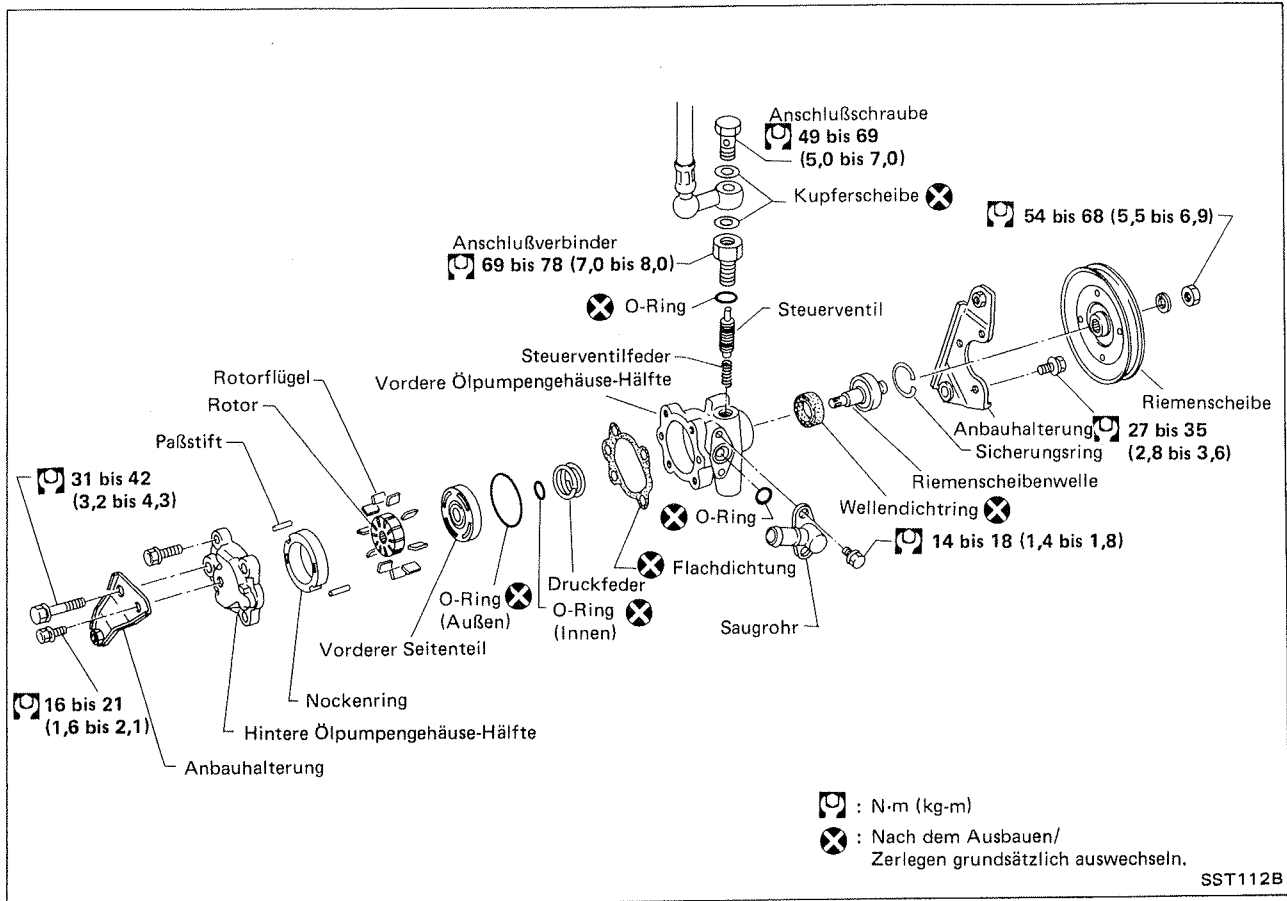 Anschlußschraube
49 bis 69
(5,0 bis 7,0)
Kupferscheibe
54 bis 68 (5,5 bis 6,9)
Anschlußverbinder
69 bis 78 (7,0 bis 8,0)
O-Ring
Steuerventil
Steuerventilfeder
Vordere Ölpumpengehäuse-Hälfte
Rotorflügel
Rotor
Paßstift
31 bis 42
(3,2 bis 4,3)
Riemenscheibe
Anbauhalterung
27 bis 35
(2,8 bis 3,6)
Sicherungsring
Riemenscheibenwelle
Wellendichtring
O-Ring
14 bis 18 (1,4 bis 1,8)
Flachdichtung
Druckfeder
O-Ring
(Außen)
O-Ring
(Innen)
Saugrohr
Vorderer Seitenteil
16 bis 21
(1,6 bis 2,1)
Nockenring
Hintere Ölpumpengehäuse-Hälfte
Anbauhalterung
: N·m (kg-m)
: Nach dem Ausbauen/
Zerlegen grundsätzlich auswechseln.
SST112B